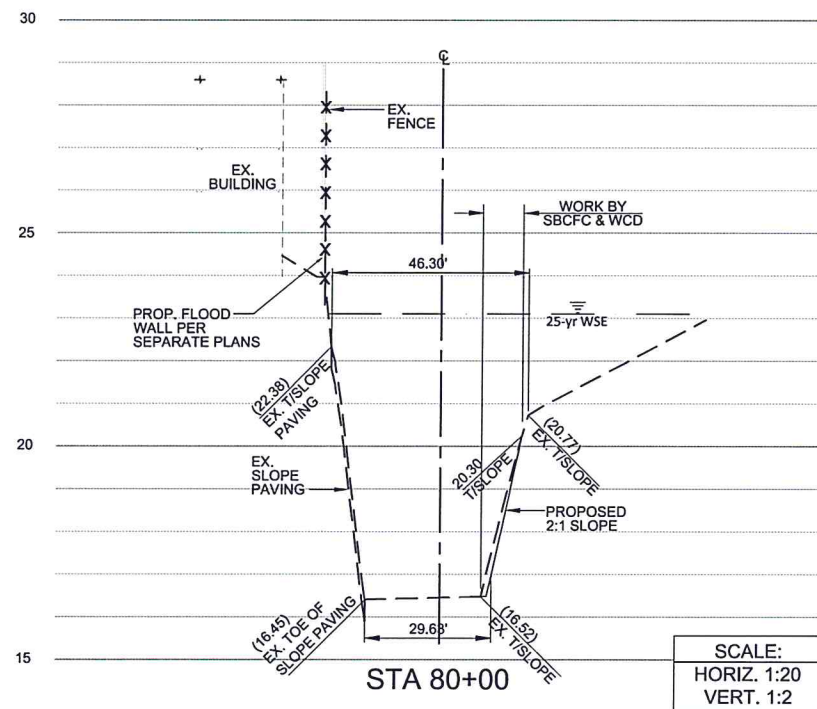 30
℄
EX.
FENCE
EX.
BUILDING
WORK BY
SBCFC & WCD
25
46.30'
PROP. FLOOD
WALL PER
SEPARATE PLANS
25-yr WSE
(22.38)
EX. T/SLOPE
PAVING
(20.77)
EX. T/SLOPE
20
20.30
T/SLOPE
EX.
SLOPE
PAVING
PROPOSED
2:1 SLOPE
(16.45)
EX. TOE OF
SLOPE PAVING
29.63'
(16.52)
EX. T/SLOPE
15
STA 80+00
SCALE:
HORIZ. 1:20
VERT. 1:2